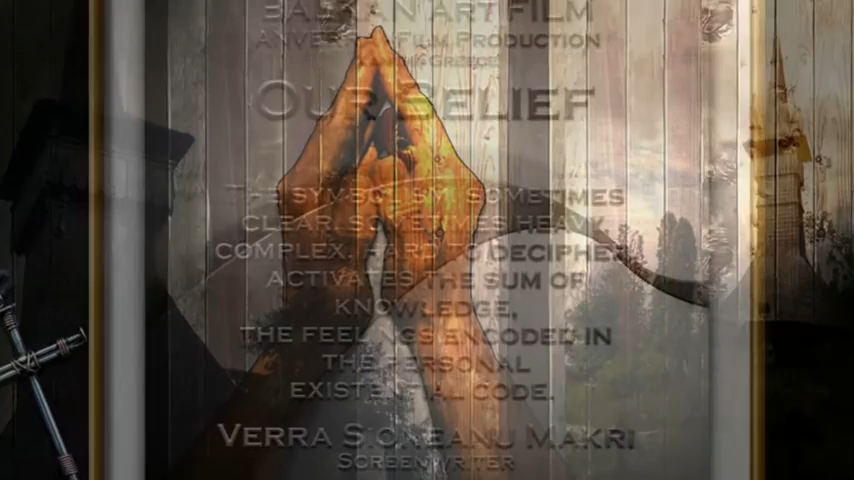 BALKAN ART FILM
FILM PRODUCTION
GREECE
OUR BELIEF
THE SYMBOLISM, SOMETIMES
CLEAR, SOMETIMES HEAVY,
COMPLEX, HARD TO DECIPHER
ACTIVATES THE SUM OF
KNOWLEDGE,
THE FEELINGS ENCODED IN
THE PERSONAL
EXISTENTIAL CODE.
VERRA MAKRI
SCREENWRITER